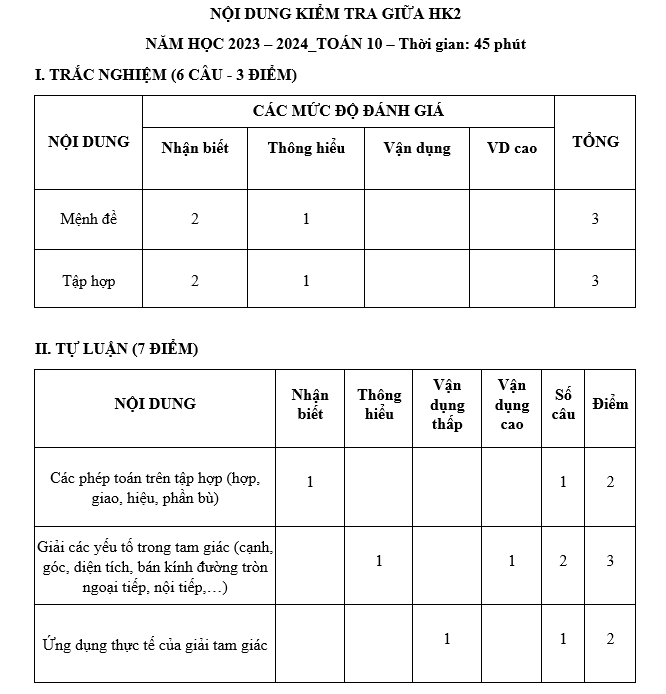 NỘI DUNG KIỂM TRA GIỮA HK2
NĂM HỌC 2023 – 2024_TOÁN 10 – Thời gian: 45 phút
I. TRẮC NGHIỆM (6 CÂU - 3 ĐIỂM)
NỘI DUNG
CÁC MỨC ĐỘ ĐÁNH GIÁ
TỔNG
Nhận biết
Thông hiểu
Vận dụng
VD cao
Mệnh đề
2
1
3
Tập hợp
2
1
3
II. TỰ LUẬN (7 ĐIỂM)
NỘI DUNG
Nhận
biết
Thông
hiểu
Vận
dụng
thấp
Vận
dụng
cao
Số
câu
Điểm
Các phép toán trên tập hợp (hợp,
giao, hiệu, phần bù)
1
1
2
Giải các yếu tố trong tam giác (cạnh,
góc, diện tích, bán kính đường tròn
ngoại tiếp, nội tiếp,…)
1
1
2
3
Ứng dụng thực tế của giải tam giác
1
1
2